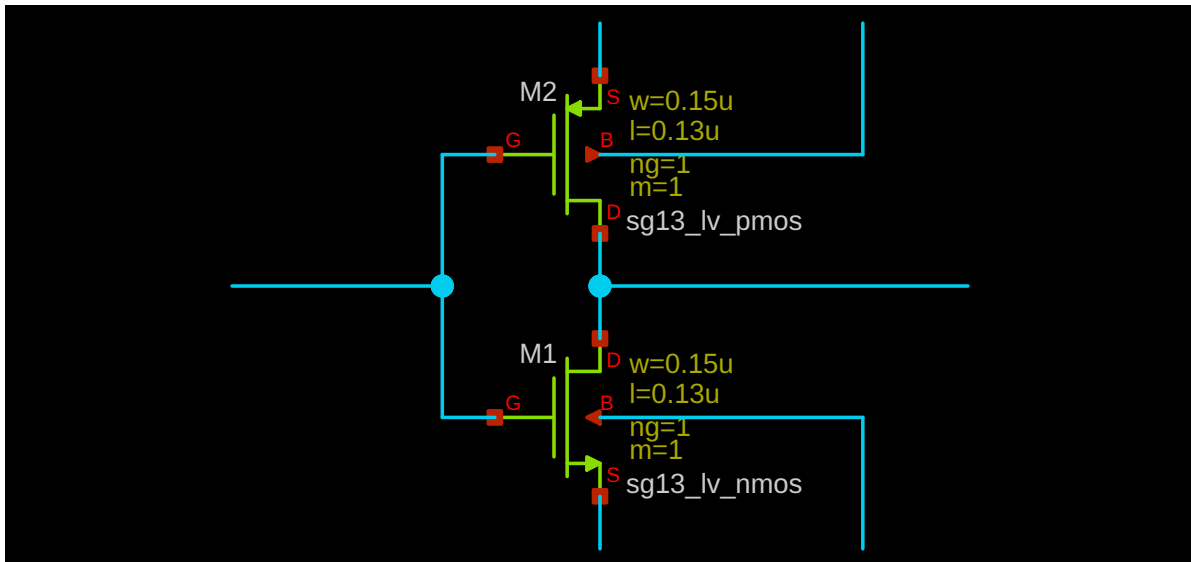 M2
S
w=0.15u
l=0.13u
G
B
ng=1
m=1
D
sg13_lv_pmos
M1
D
w=0.15u
l=0.13u
G
B
ng=1
m=1
S
sg13_lv_nmos